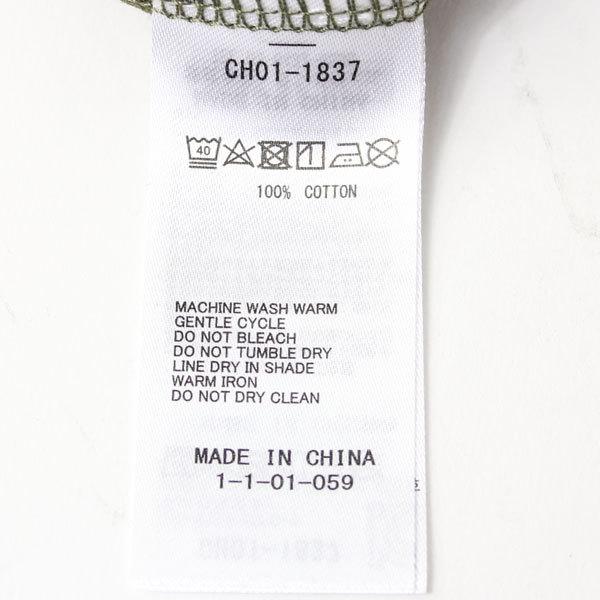 CH01-1837
40
100% COTTON
MACHINE WASH WARM
GENTLE CYCLE
DO NOT BLEACH
DO NOT TUMBLE DRY
LINE DRY IN SHADE
WARM IRON
DO NOT DRY CLEAN
MADE IN CHINA
1-1-01-059